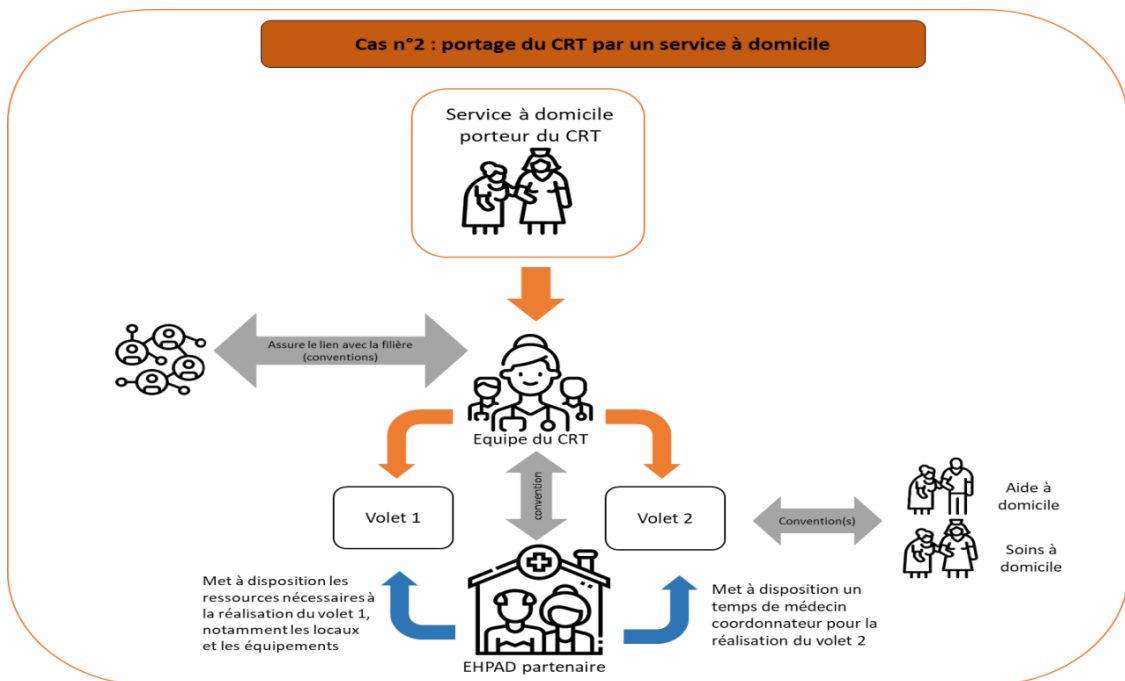 Cas n°2 : portage du CRT par un service à domicile
Service à domicile
porteur du CRT
Assure le lien avec la filière
(conventions)
Equipe du CRT
Volet 1
convention
Volet 2
Convention(s)
Aide à
domicile
Soins à
domicile
Met à disposition les
ressources nécessaires à
la réalisation du volet 1,
notamment les locaux
et les équipements
Met à disposition un
temps de médecin
coordonnateur pour la
réalisation du volet 2
EHPAD partenaire